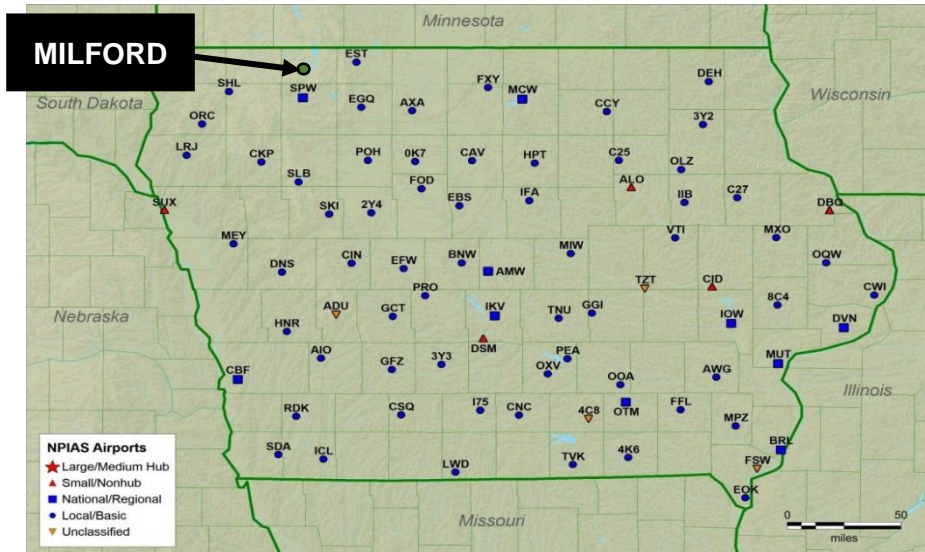 Minnesota
MILFORD
EST
SHL
SPW
FXY
MCW
DEH
South Dakota
EGQ
AXA
CCY
Wisconsin
ORC
3Y2
LRJ
CKP
POH
0K7
CAV
HPT
C25
OLZ
SLB
FOD
ALO
SUX
SKI
2Y4
EBS
IFA
IIB
C27
DBQ
MEY
VTI
MXO
DNS
CIN
EFW
BNW
AMW
MIW
OQW
TZT
CID
CWI
PRO
ADU
GCT
IKV
TNU
GGI
8C4
IOW
DVN
Nebraska
HNR
DSM
AIO
GFZ
3Y3
PEA
OXV
MUT
CBF
OOA
AWG
Illinois
RDK
CSQ
I75
CNC
4C8
OTM
FFL
MPZ
SDA
ICL
LWD
TVK
4K6
BRL
FSW
EOK
Missouri
NPIAS Airports
Large/Medium Hub
Small/Nonhub
National/Regional
Local/Basic
Unclassified
0 50
miles